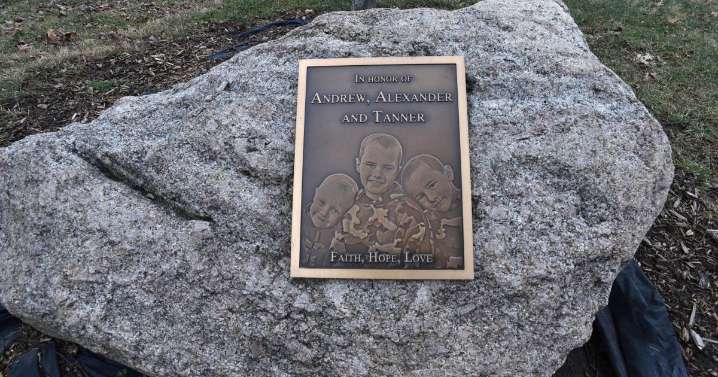 In honor of
Andrew, Alexander
and Tanner
Faith, Hope, Love